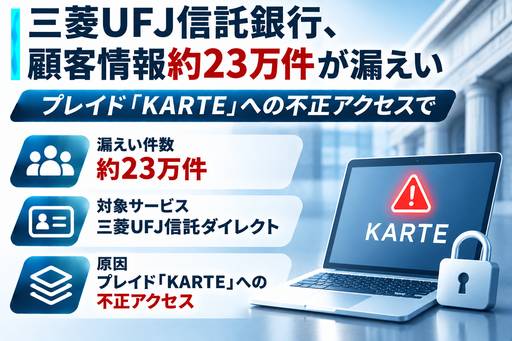 三菱UFJ信託銀行、
顧客情報約23万件が漏えい
プレイド「KARTE」への不正アクセスで
漏えい件数
約23万件
対象サービス
三菱UFJ信託ダイレクト
原因
プレイド「KARTE」への
不正アクセス
KARTE